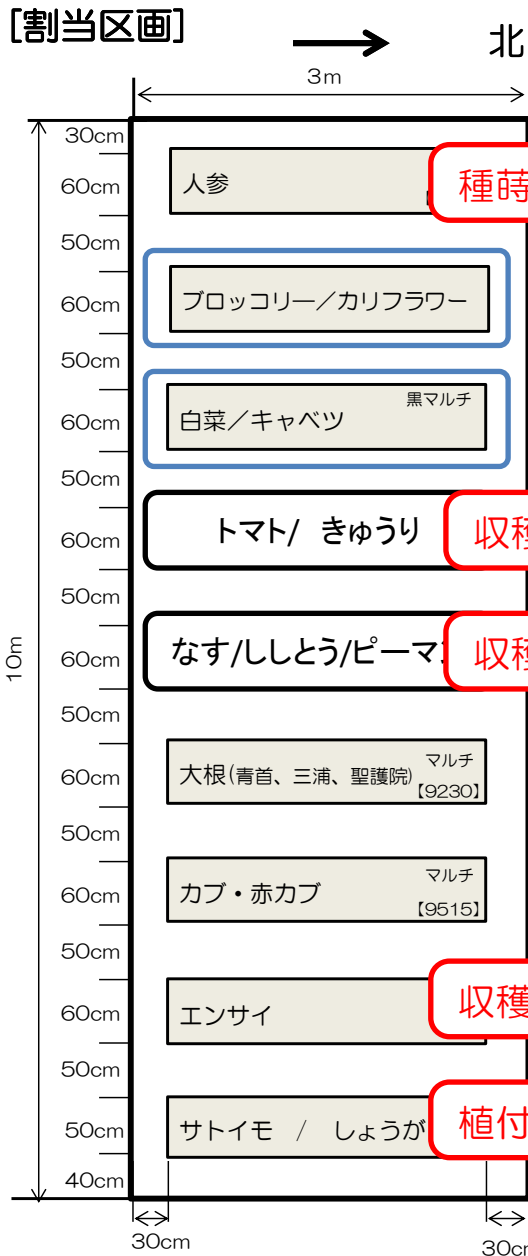 [割当区画]
北
3m
30cm
60cm
人参
種蒔
50cm
60cm
ブロッコリー／カリフラワー
50cm
60cm
白菜／キャベツ
黒マルチ
50cm
60cm
トマト/ きゅうり
収穫
50cm
60cm
なす/ししとう/ピーマ
収穫
10m
50cm
60cm
大根(青首、三浦、聖護院)
マルチ
【9230】
50cm
60cm
カブ・赤カブ
マルチ
【9515】
50cm
60cm
エンサイ
収穫
50cm
50cm
サトイモ / しょうが
植付
40cm
30cm
30cm